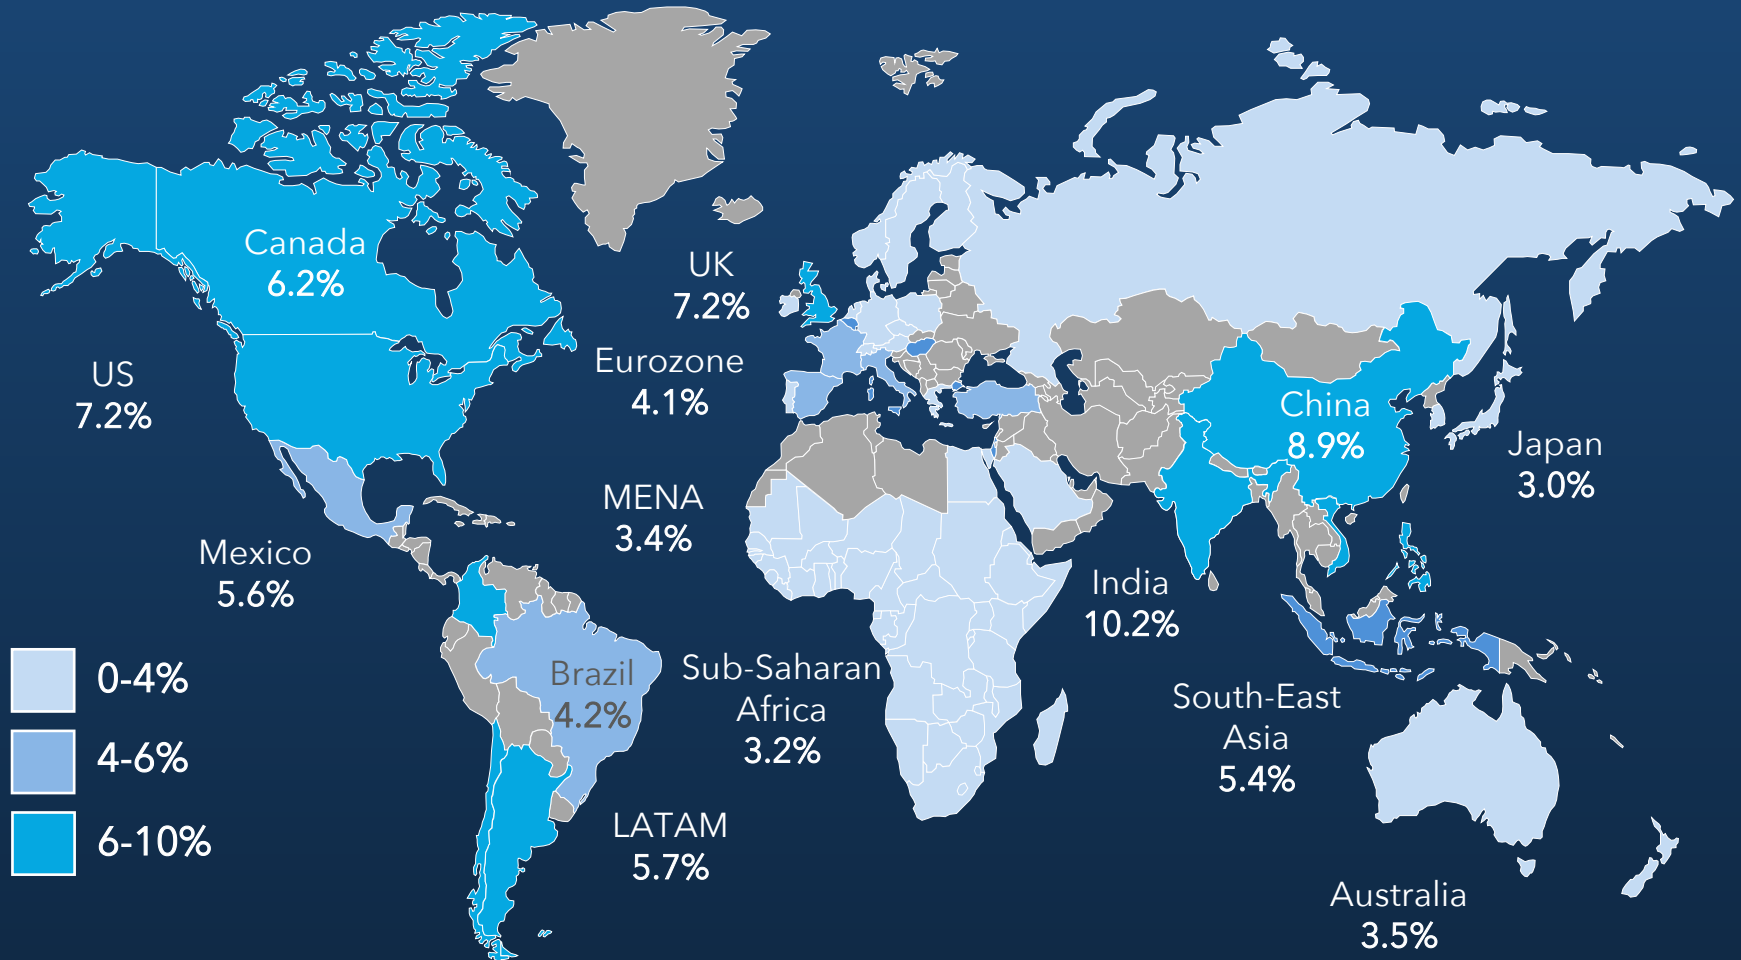 Canada
6.2%
UK
7.2%
US
7.2%
Eurozone
4.1%
China
8.9%
Japan
3.0%
MENA
3.4%
Mexico
5.6%
India
10.2%
Brazil
4.2%
Sub-Saharan
Africa
3.2%
South-East
Asia
5.4%
LATAM
5.7%
Australia
3.5%
0-4%
4-6%
6-10%